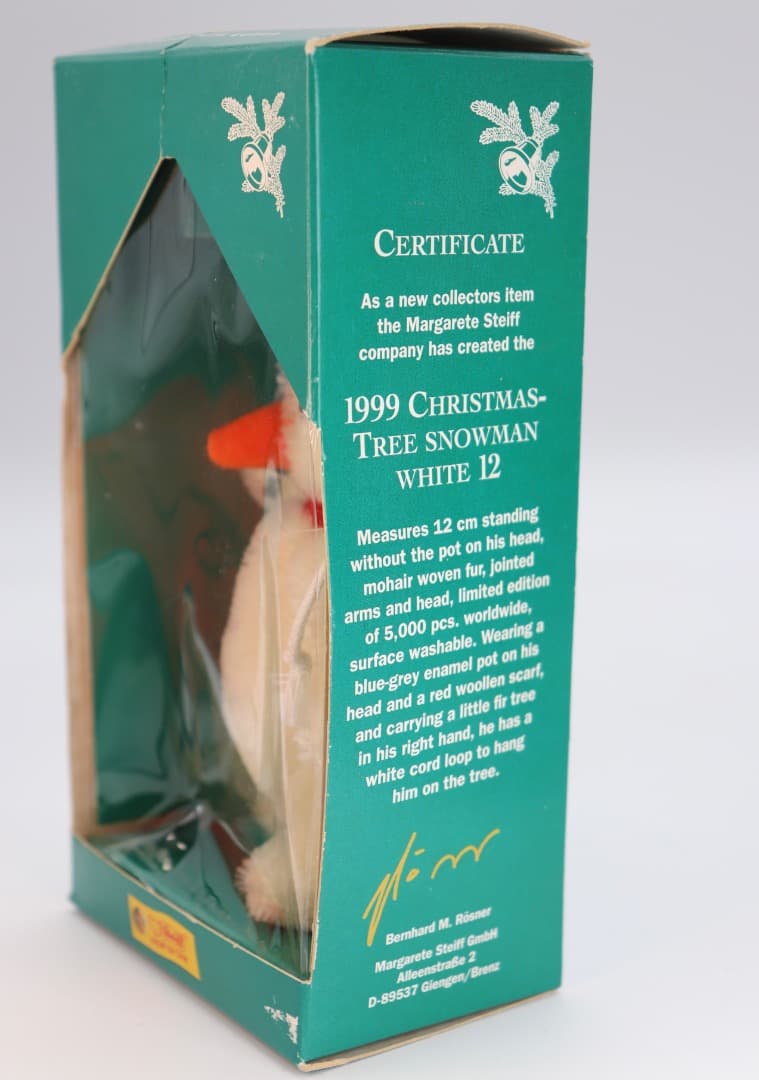 CERTIFICATE
As a new collectors item
the Margarete Steiff
company has created the
1999 CHRISTMAS-
TREE SNOWMAN
WHITE 12
Measures 12 cm standing
without the pot on his head,
mohair woven fur, jointed
arms and head, limited edition
of 5,000 pcs. worldwide,
surface washable. Wearing a
blue-grey enamel pot on his
head and a red woollen scarf,
and carrying a little fir tree
in his right hand, he has a
white cord loop to hang
him on the tree.
Bernhard M. Rösner
Margarete Steiff GmbH
Alleenstraße 2
D-89537 Giengen/Brenz
Steiff